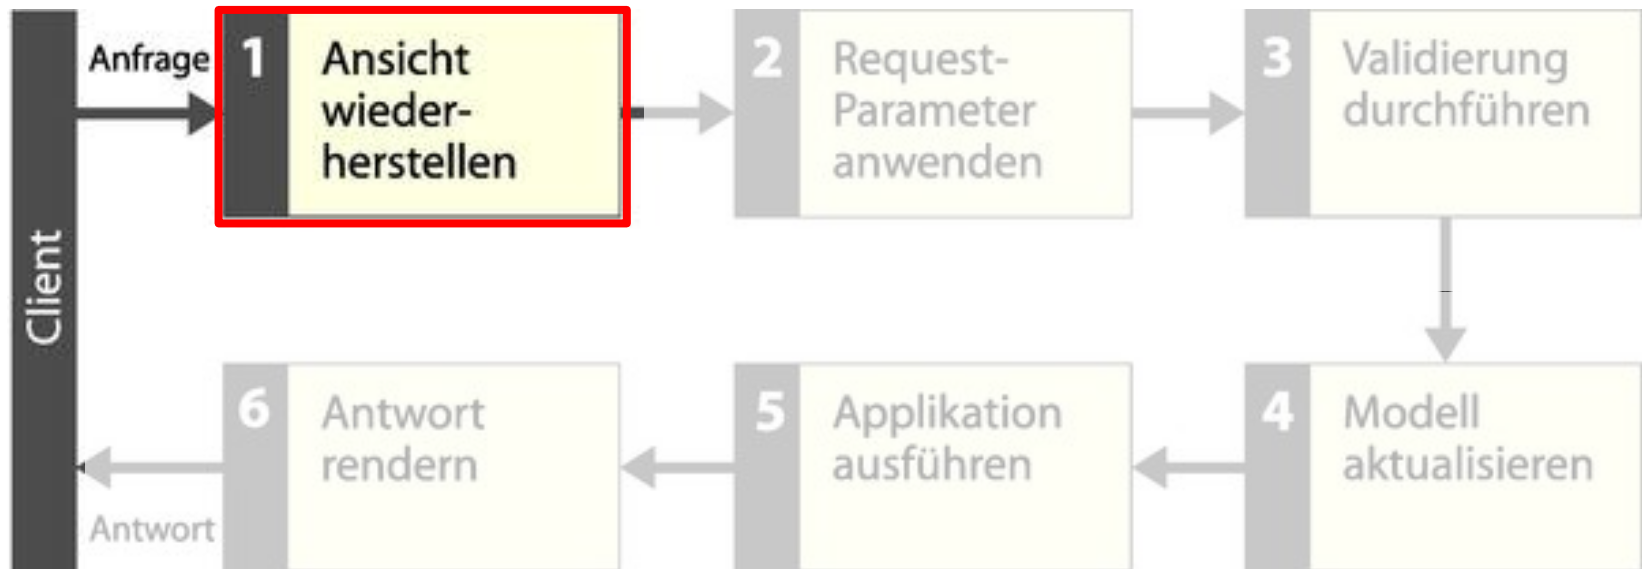 Anfrage
1
Ansicht
wieder-
herstellen
2
Request-
Parameter
anwenden
3
Validierung
durchführen
Client
4
Modell
aktualisieren
5
Applikation
ausführen
6
Antwort
rendern
Antwort